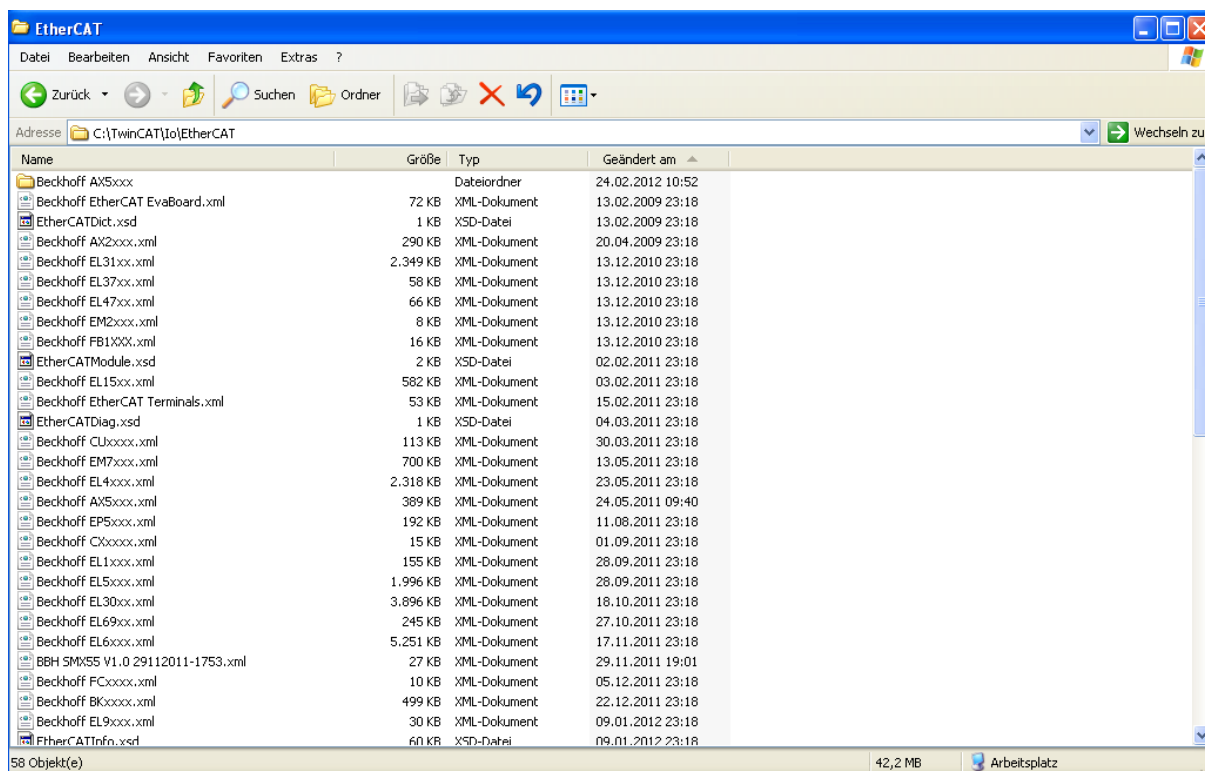 EtherCAT
Datei Bearbeiten Ansicht Favoriten Extras ?
Zurück Suchen Ordner
Adresse C:\TwinCAT\Io\EtherCAT Wechseln zu
Name Größe Typ Geändert am
Beckhoff AX5xxx Dateiordner 24.02.2012 10:52
Beckhoff EtherCAT EvaBoard.xml 72 KB XML-Dokument 13.02.2009 23:18
EtherCATDict.xsd 1 KB XSD-Datei 13.02.2009 23:18
Beckhoff AX2xxx.xml 290 KB XML-Dokument 20.04.2009 23:18
Beckhoff EL31xx.xml 2.349 KB XML-Dokument 13.12.2010 23:18
Beckhoff EL37xx.xml 58 KB XML-Dokument 13.12.2010 23:18
Beckhoff EL47xx.xml 66 KB XML-Dokument 13.12.2010 23:18
Beckhoff EM2xxx.xml 8 KB XML-Dokument 13.12.2010 23:18
Beckhoff FB1XXX.xml 16 KB XML-Dokument 13.12.2010 23:18
EtherCATModule.xsd 2 KB XSD-Datei 02.02.2011 23:18
Beckhoff EL15xx.xml 582 KB XML-Dokument 03.02.2011 23:18
Beckhoff EtherCAT Terminals.xml 53 KB XML-Dokument 15.02.2011 23:18
EtherCATDiag.xsd 1 KB XSD-Datei 04.03.2011 23:18
Beckhoff CUxxxx.xml 113 KB XML-Dokument 30.03.2011 23:18
Beckhoff EM7xxx.xml 700 KB XML-Dokument 13.05.2011 23:18
Beckhoff EL4xxx.xml 2.318 KB XML-Dokument 23.05.2011 23:18
Beckhoff AX5xxx.xml 389 KB XML-Dokument 24.05.2011 09:40
Beckhoff EP5xxx.xml 192 KB XML-Dokument 11.08.2011 23:18
Beckhoff CXxxxx.xml 15 KB XML-Dokument 01.09.2011 23:18
Beckhoff EL1xxx.xml 155 KB XML-Dokument 28.09.2011 23:18
Beckhoff EL5xxx.xml 1.996 KB XML-Dokument 28.09.2011 23:18
Beckhoff EL30xx.xml 3.896 KB XML-Dokument 18.10.2011 23:18
Beckhoff EL69xx.xml 245 KB XML-Dokument 27.10.2011 23:18
Beckhoff EL6xxx.xml 5.251 KB XML-Dokument 17.11.2011 23:18
BBH SMX55 V1.0 29112011-1753.xml 27 KB XML-Dokument 29.11.2011 19:01
Beckhoff FCxxxx.xml 10 KB XML-Dokument 05.12.2011 23:18
Beckhoff BKxxxx.xml 499 KB XML-Dokument 22.12.2011 23:18
Beckhoff EL9xxx.xml 30 KB XML-Dokument 09.01.2012 23:18
EtherCATInfo.xsd 60 KB XSD-Datei 09.01.2012 23:18
58 Objekt(e) 42,2 MB Arbeitsplatz